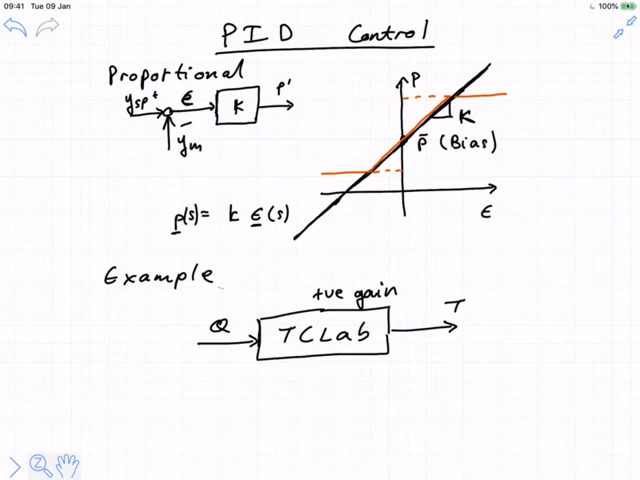 09:41 Tue 09 Jan
100%
PID Control
Proportional
ysp+ ϵ K P'
− ym
P
K
p̄ (Bias)
ϵ
p(s) = k ϵ(s)
Example
+ve gain
Q TCLab T